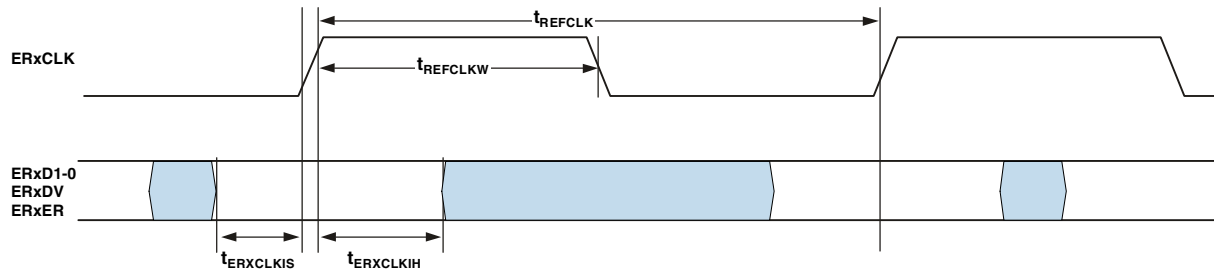 tREFCLK
ERxCLK
tREFCLKW
ERxD1-0
ERxDV
ERxER
tERXCLKIS
tERXCLKIH